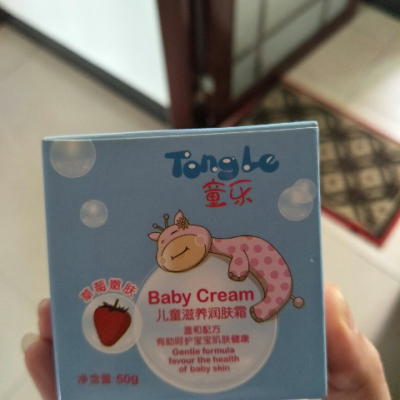 TongLe
童乐
草莓嫩肤
Baby Cream
儿童滋养润肤霜
温和配方
有助呵护宝宝肌肤健康
Gentle formula
favour the health
of baby skin
净含量: 50g